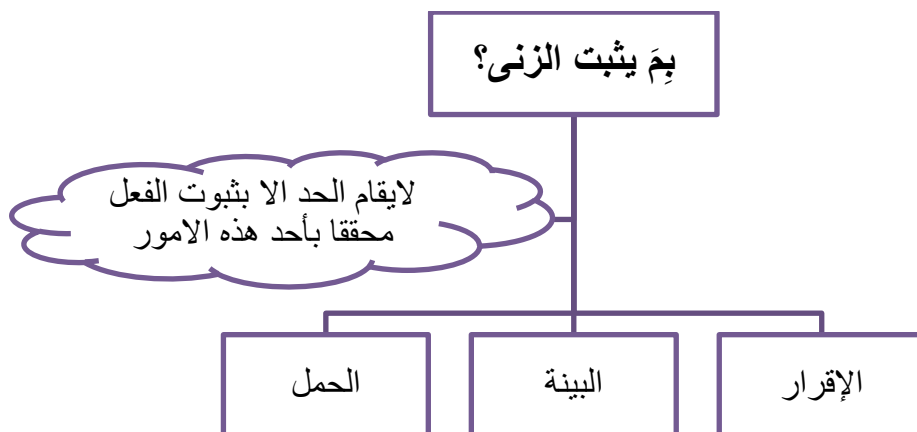 بِمَ يثبت الزنى؟
لايقام الحد الا بثبوت الفعل
محققا بأحد هذه الامور
الإقرار
البينة
الحمل